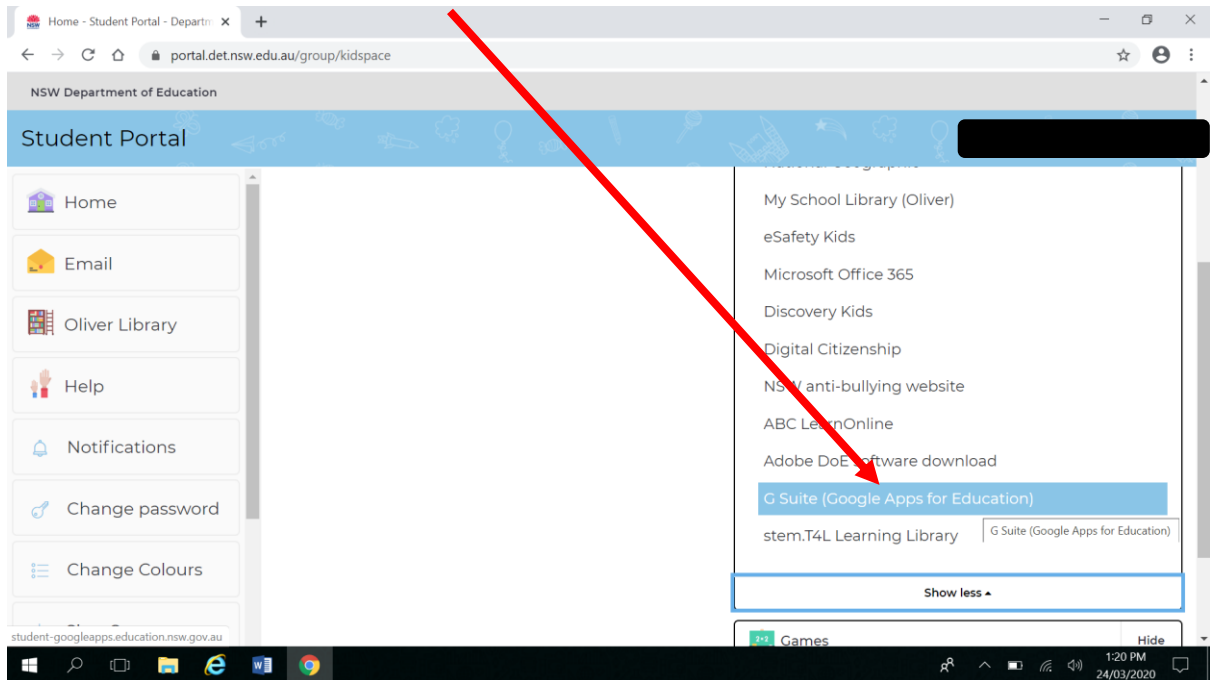 Home - Student Portal - Departm
portal.det.nsw.edu.au/group/kidspace
NSW Department of Education
Student Portal
Home
Email
Oliver Library
Help
Notifications
Change password
Change Colours
My School Library (Oliver)
eSafety Kids
Microsoft Office 365
Discovery Kids
Digital Citizenship
NSW anti-bullying website
ABC LearnOnline
Adobe DoE software download
G Suite (Google Apps for Education)
stem.T4L Learning Library
G Suite (Google Apps for Education)
Show less
Games
Hide
student-googleapps.education.nsw.gov.au
1:20 PM
24/03/2020